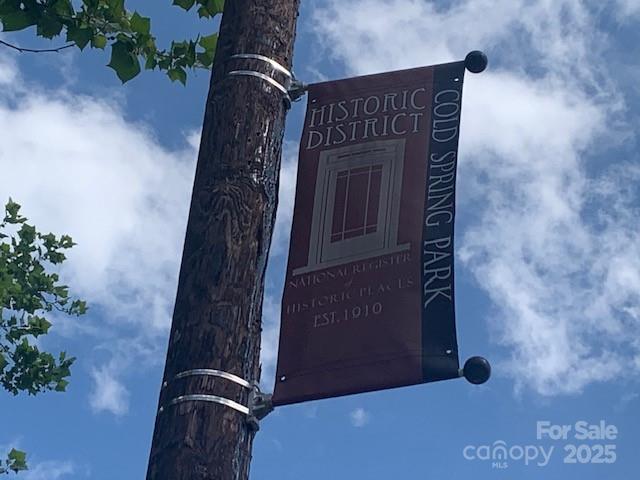 HISTORIC
DISTRICT
NATIONAL REGISTER
of
HISTORIC PLACES
EST. 1910
COLD SPRING PARK
For Sale
canopy MLS 2025